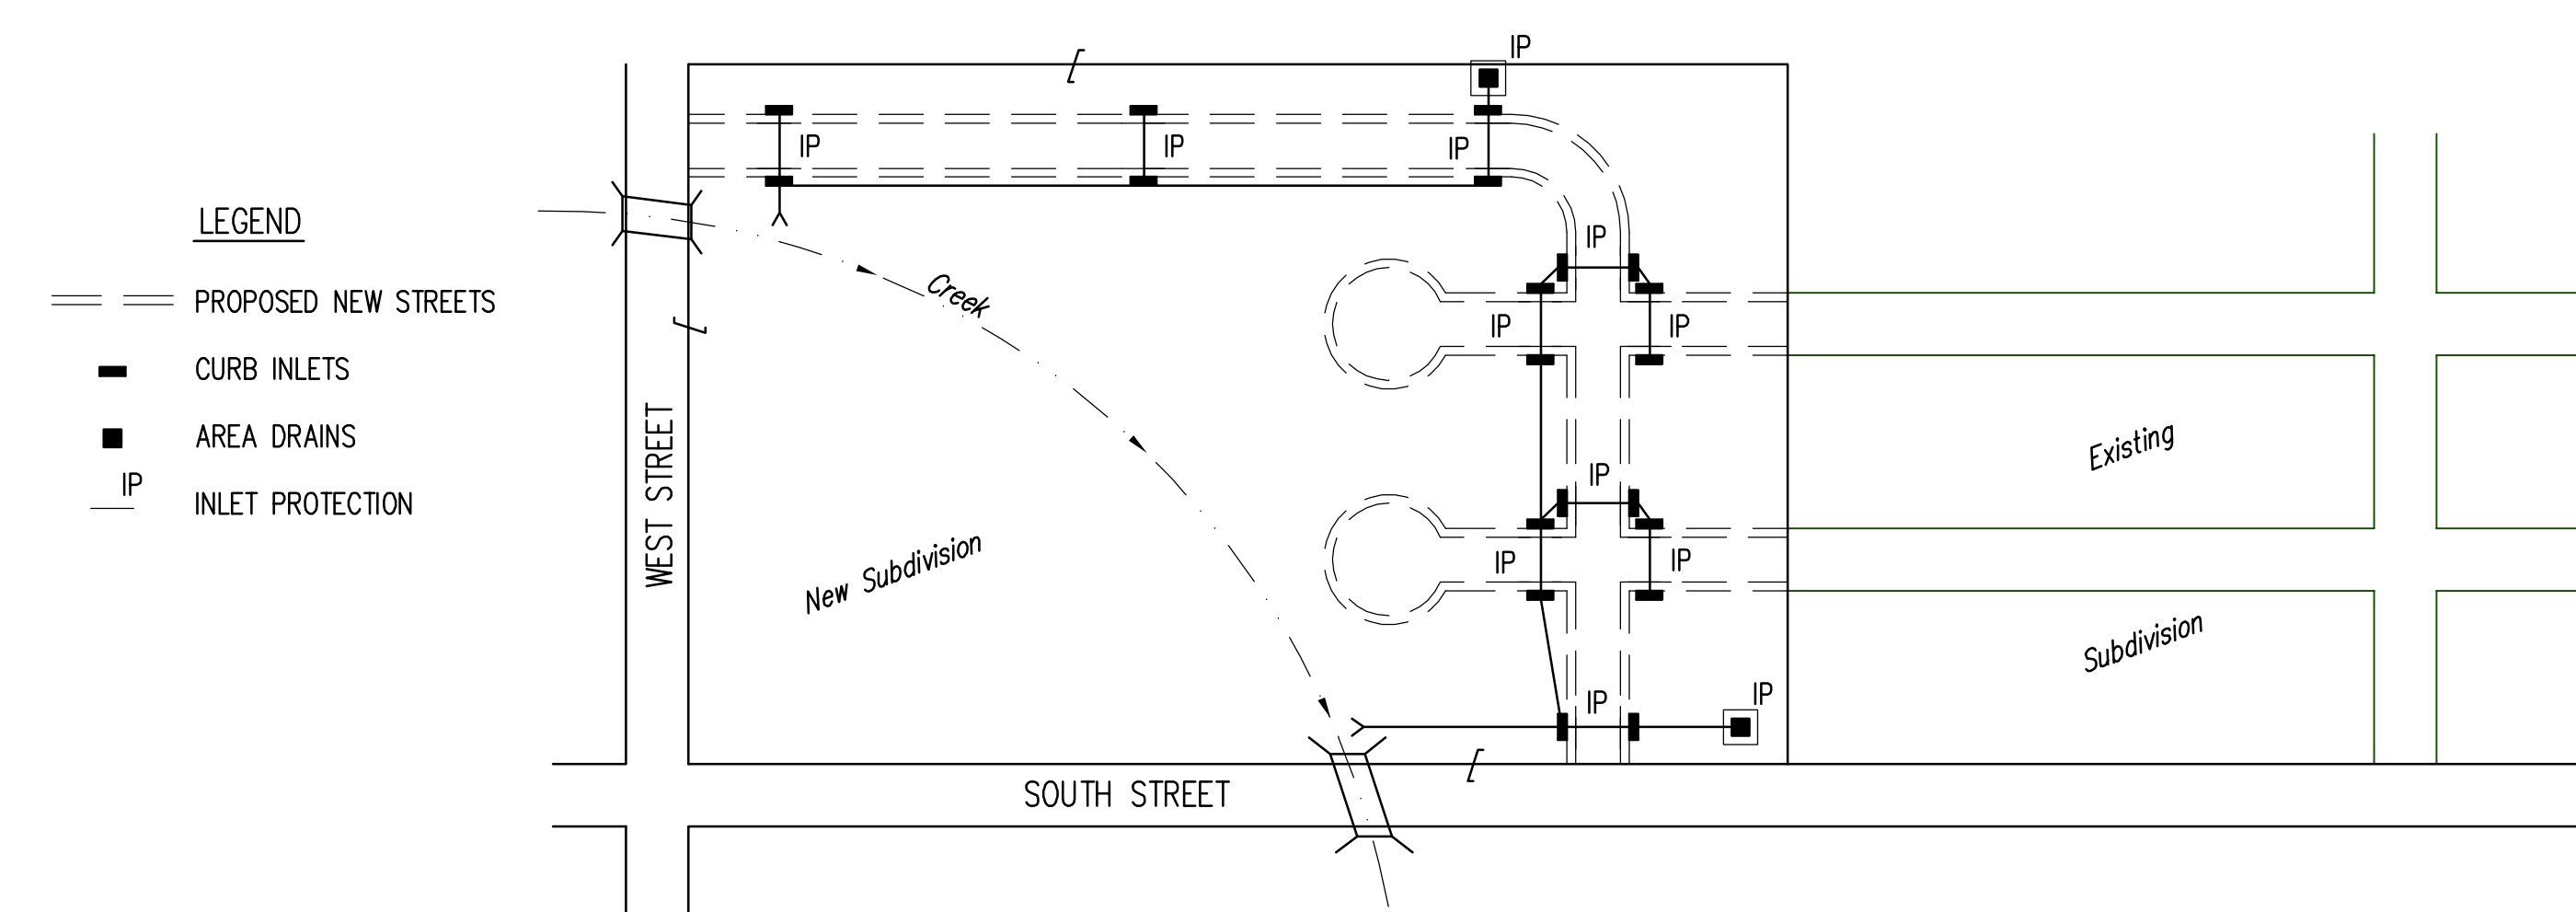 LEGEND
PROPOSED NEW STREETS
CURB INLETS
AREA DRAINS
IP
INLET PROTECTION
IP
IP
IP
IP
IP
IP
IP
IP
IP
IP
IP
IP
Creek
WEST STREET
New Subdivision
SOUTH STREET
Existing
Subdivision